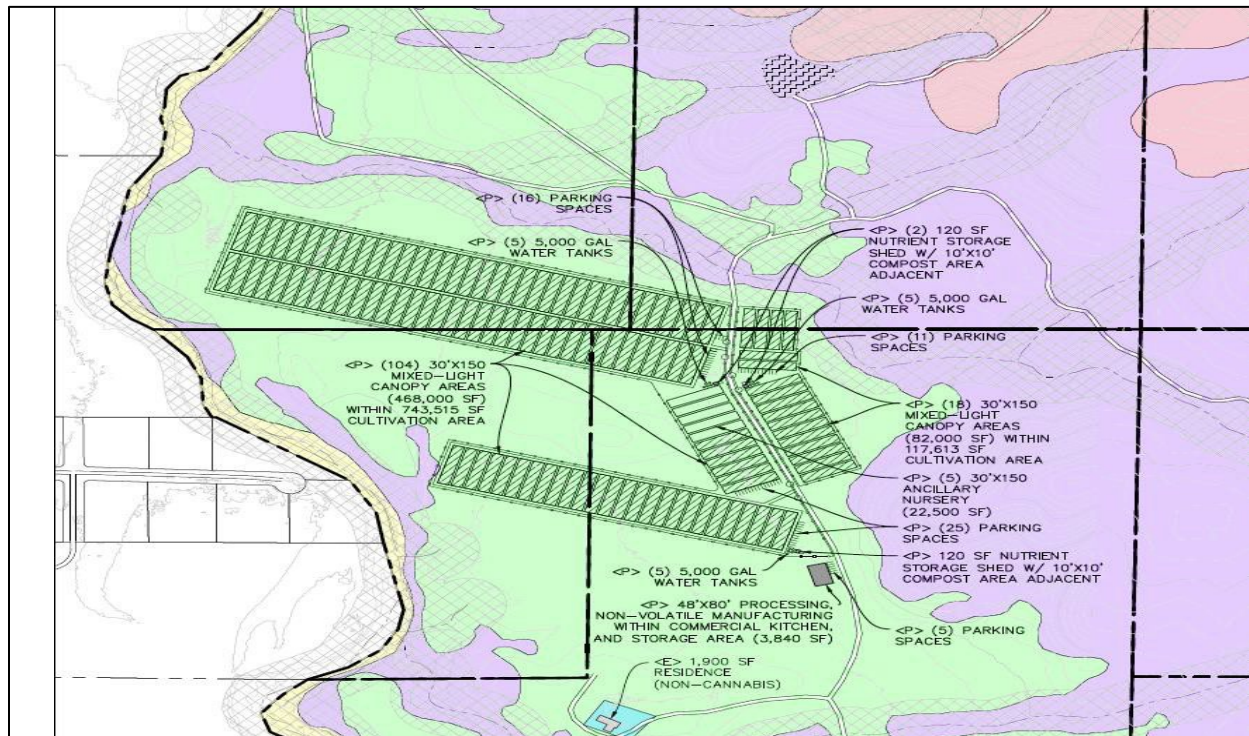 <P> (16) PARKING
SPACES
<P> (5) 5,000 GAL
WATER TANKS
<P> (2) 120 SF
NUTRIENT STORAGE
SHED W/ 10'X10'
COMPOST AREA
ADJACENT
<P> (5) 5,000 GAL
WATER TANKS
<P> (11) PARKING
SPACES
<P> (104) 30'X150
MIXED-LIGHT
CANOPY AREAS
(468,000 SF)
WITHIN 743,515 SF
CULTIVATION AREA
<P> (18) 30'X150
MIXED-LIGHT
CANOPY AREAS
(82,000 SF) WITHIN
117,613 SF
CULTIVATION AREA
<P> (5) 30'X150
ANCILLARY
NURSERY
(22,500 SF)
<P> (25) PARKING
SPACES
<P> 120 SF NUTRIENT
STORAGE SHED W/ 10'X10'
COMPOST AREA ADJACENT
<P> (5) 5,000 GAL
WATER TANKS
<P> 48'X80' PROCESSING,
NON-VOLATILE MANUFACTURING
WITHIN COMMERCIAL KITCHEN,
AND STORAGE AREA (3,840 SF)
<P> (5) PARKING
SPACES
<E> 1,900 SF
RESIDENCE
(NON-CANNABIS)